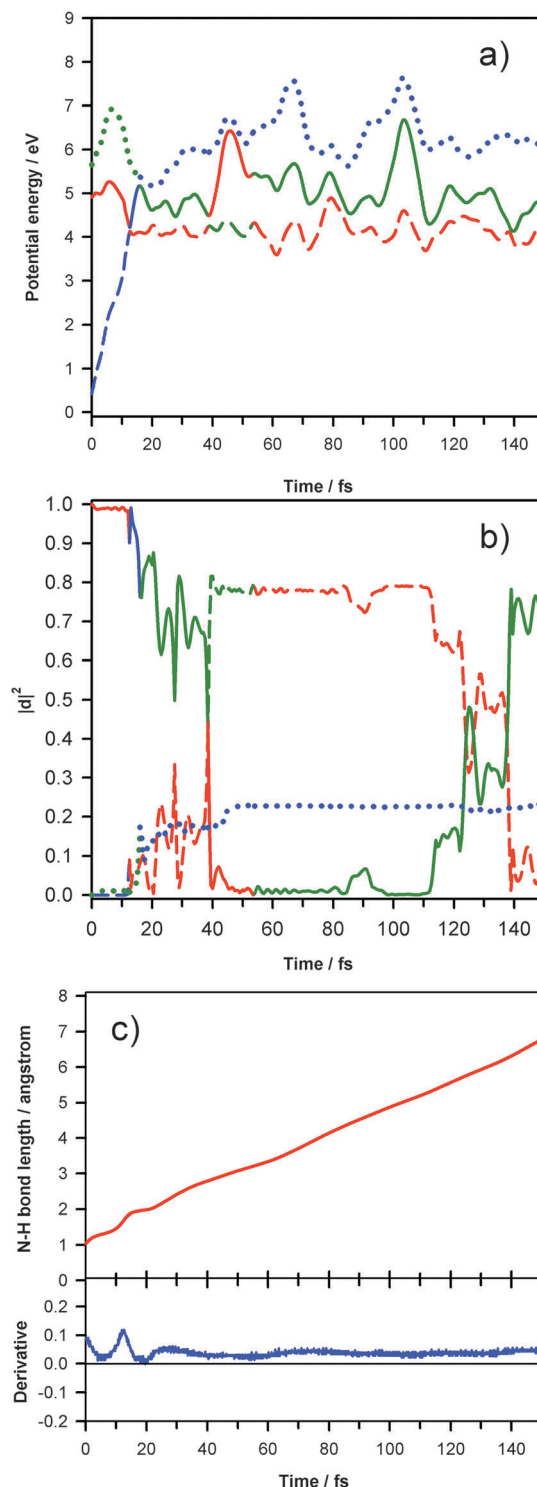 a)
9
8
7
6
5
4
3
2
1
0
Potential energy / eV
0 20 40 60 80 100 120 140
Time / fs
b)
1.0
0.9
0.8
0.7
0.6
0.5
0.4
0.3
0.2
0.1
0.0
|d|²
0 20 40 60 80 100 120 140
Time / fs
c)
8
7
6
5
4
3
2
1
0
N-H bond length / angstrom
0.2
0.1
0.0
-0.1
-0.2
Derivative
0 20 40 60 80 100 120 140
Time / fs